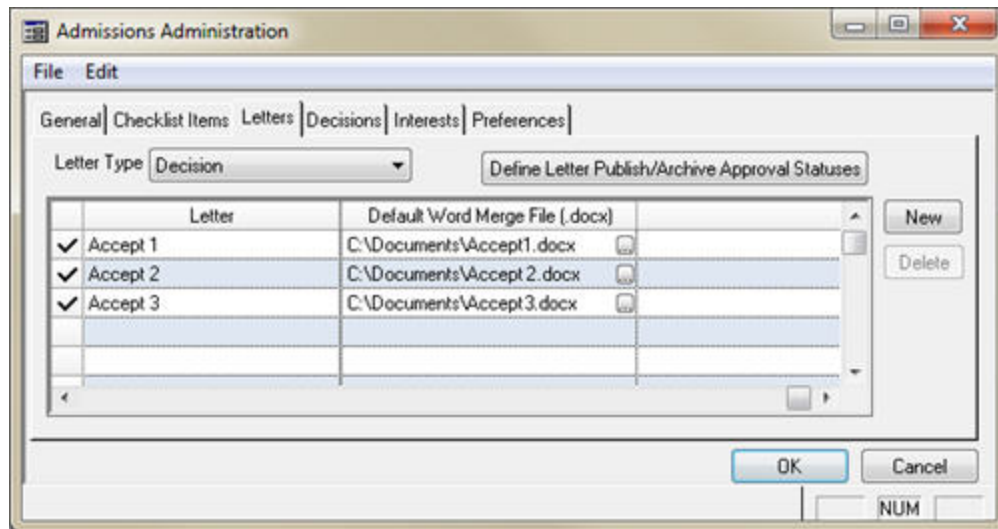 Admissions Administration
File Edit
General Checklist Items Letters Decisions Interests Preferences
Letter Type Decision Define Letter Publish/Archive Approval Statuses
Letter Default Word Merge File (.docx) New
Accept 1 C:\Documents\Accept1.docx ...
Delete
Accept 2 C:\Documents\Accept 2.docx ...
Accept 3 C:\Documents\Accept3.docx ...
OK Cancel
NUM